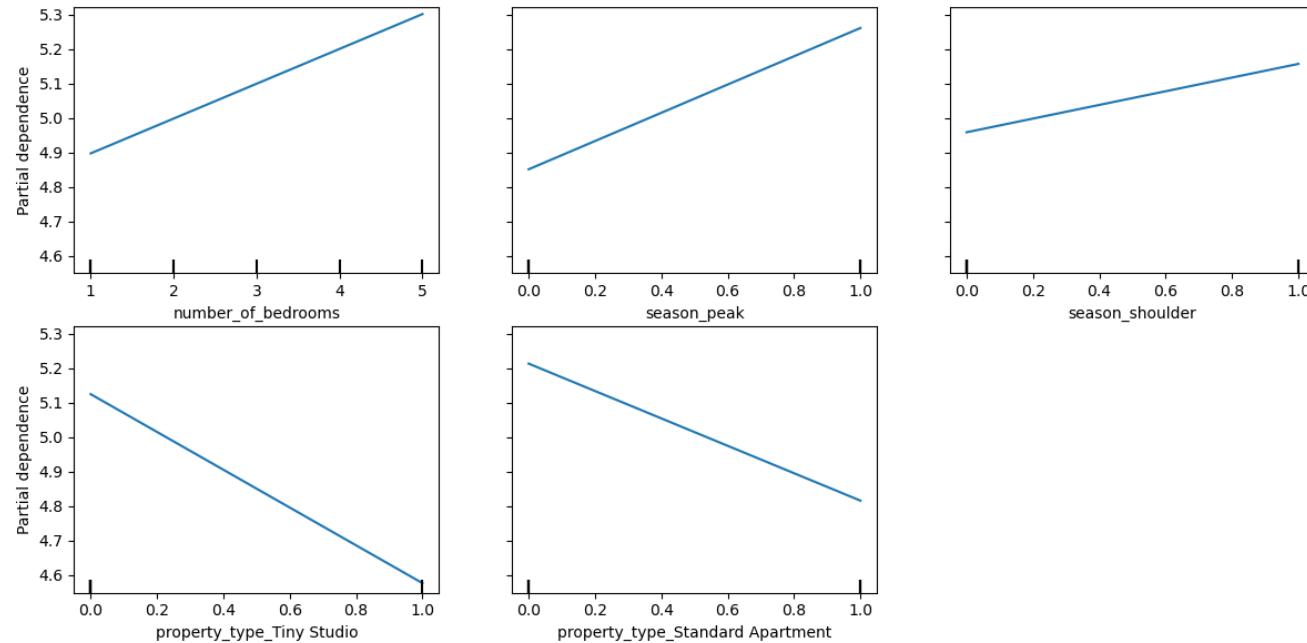 5.3
5.2
5.1
5.0
4.9
4.8
4.7
4.6
Partial dependence
1 2 3 4 5
number_of_bedrooms
0.0 0.2 0.4 0.6 0.8 1.0
season_peak
0.0 0.2 0.4 0.6 0.8 1.0
season_shoulder
5.3
5.2
5.1
5.0
4.9
4.8
4.7
4.6
Partial dependence
0.0 0.2 0.4 0.6 0.8 1.0
property_type_Tiny Studio
0.0 0.2 0.4 0.6 0.8 1.0
property_type_Standard Apartment